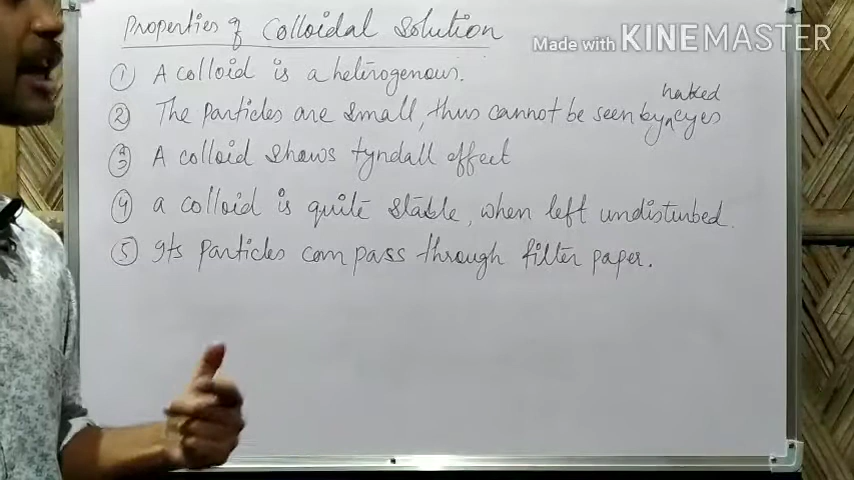 Properties of Colloidal Solution
Made with KINEMASTER
① A colloid is a heterogenous.
② The particles are small, thus cannot be seen by naked eyes
③ A colloid shows tyndall effect
④ a colloid is quite stable, when left undisturbed.
⑤ Its particles can pass through filter paper.